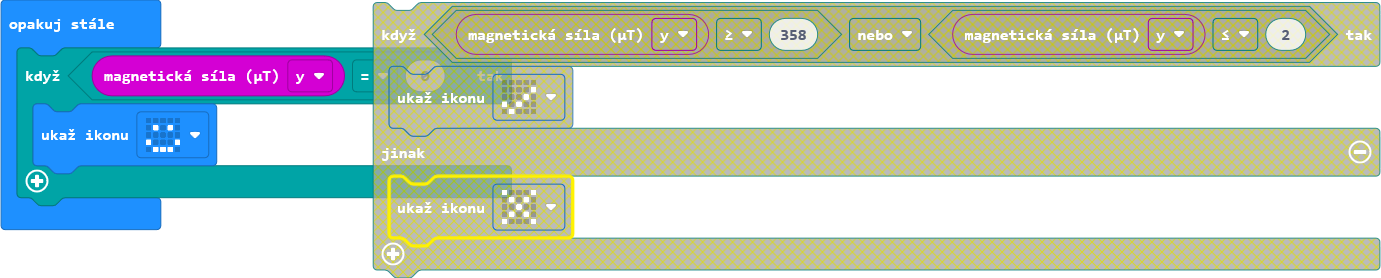 opakuj stále
když magnetická síla (µT) y = 0 tak
ukaž ikonu
když magnetická síla (µT) y ≥ 358 nebo magnetická síla (µT) y ≤ 2 tak
ukaž ikonu
jinak
ukaž ikonu